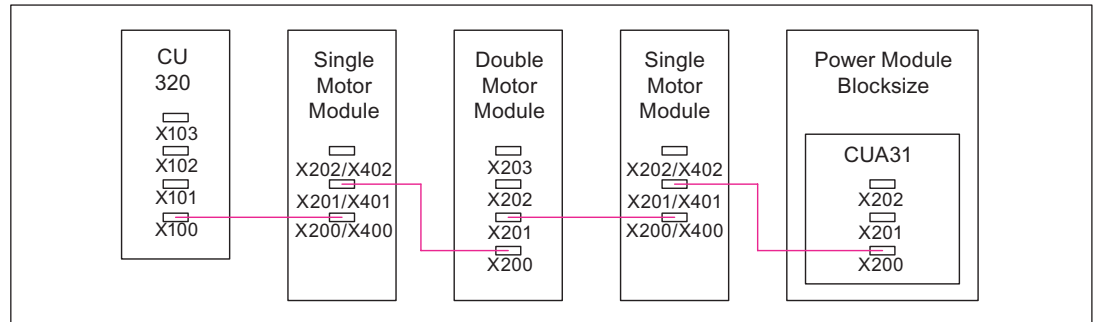 CU
320
X103
X102
X101
X100
Single
Motor
Module
X202/X402
X201/X401
X200/X400
Double
Motor
Module
X203
X202
X201
X200
Single
Motor
Module
X202/X402
X201/X401
X200/X400
Power Module
Blocksize
CUA31
X202
X201
X200